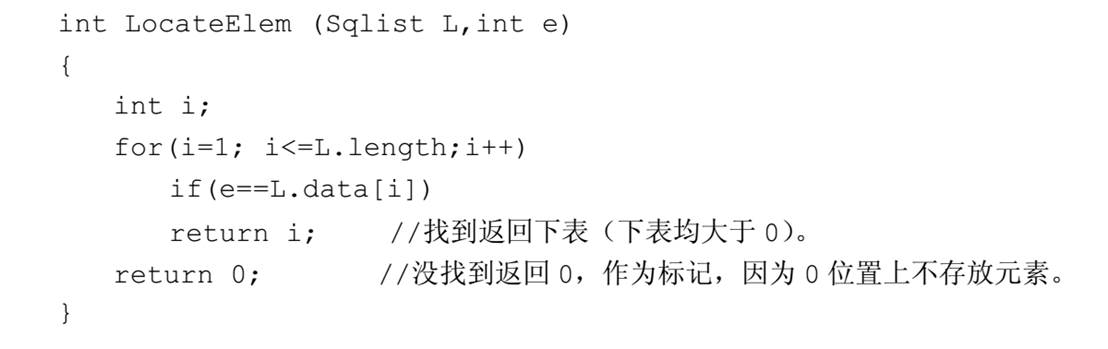 int LocateElem (Sqlist L,int e)
{
int i;
for(i=1; i<=L.length;i++)
if(e==L.data[i])
return i; //找到返回下表（下表均大于 0）。
return 0; //没找到返回 0，作为标记，因为 0 位置上不存放元素。
}